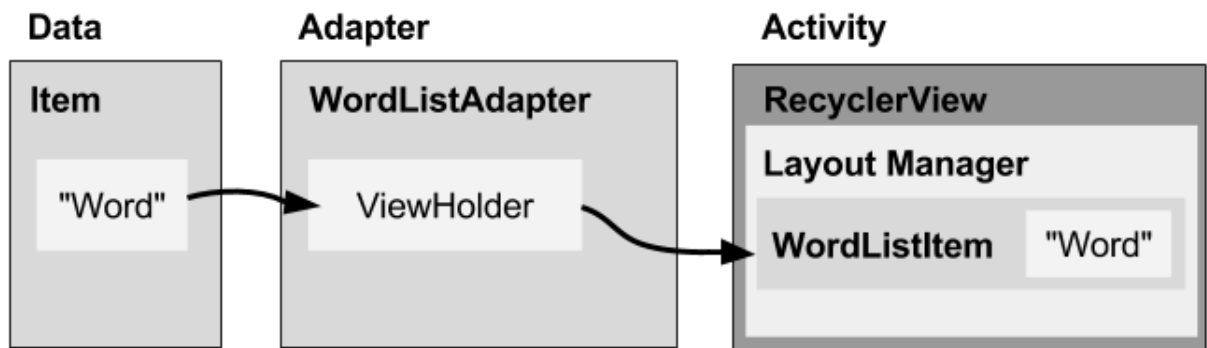 Data
Adapter
Activity
Item
WordListAdapter
RecyclerView
Layout Manager
"Word"
ViewHolder
WordListItem
"Word"